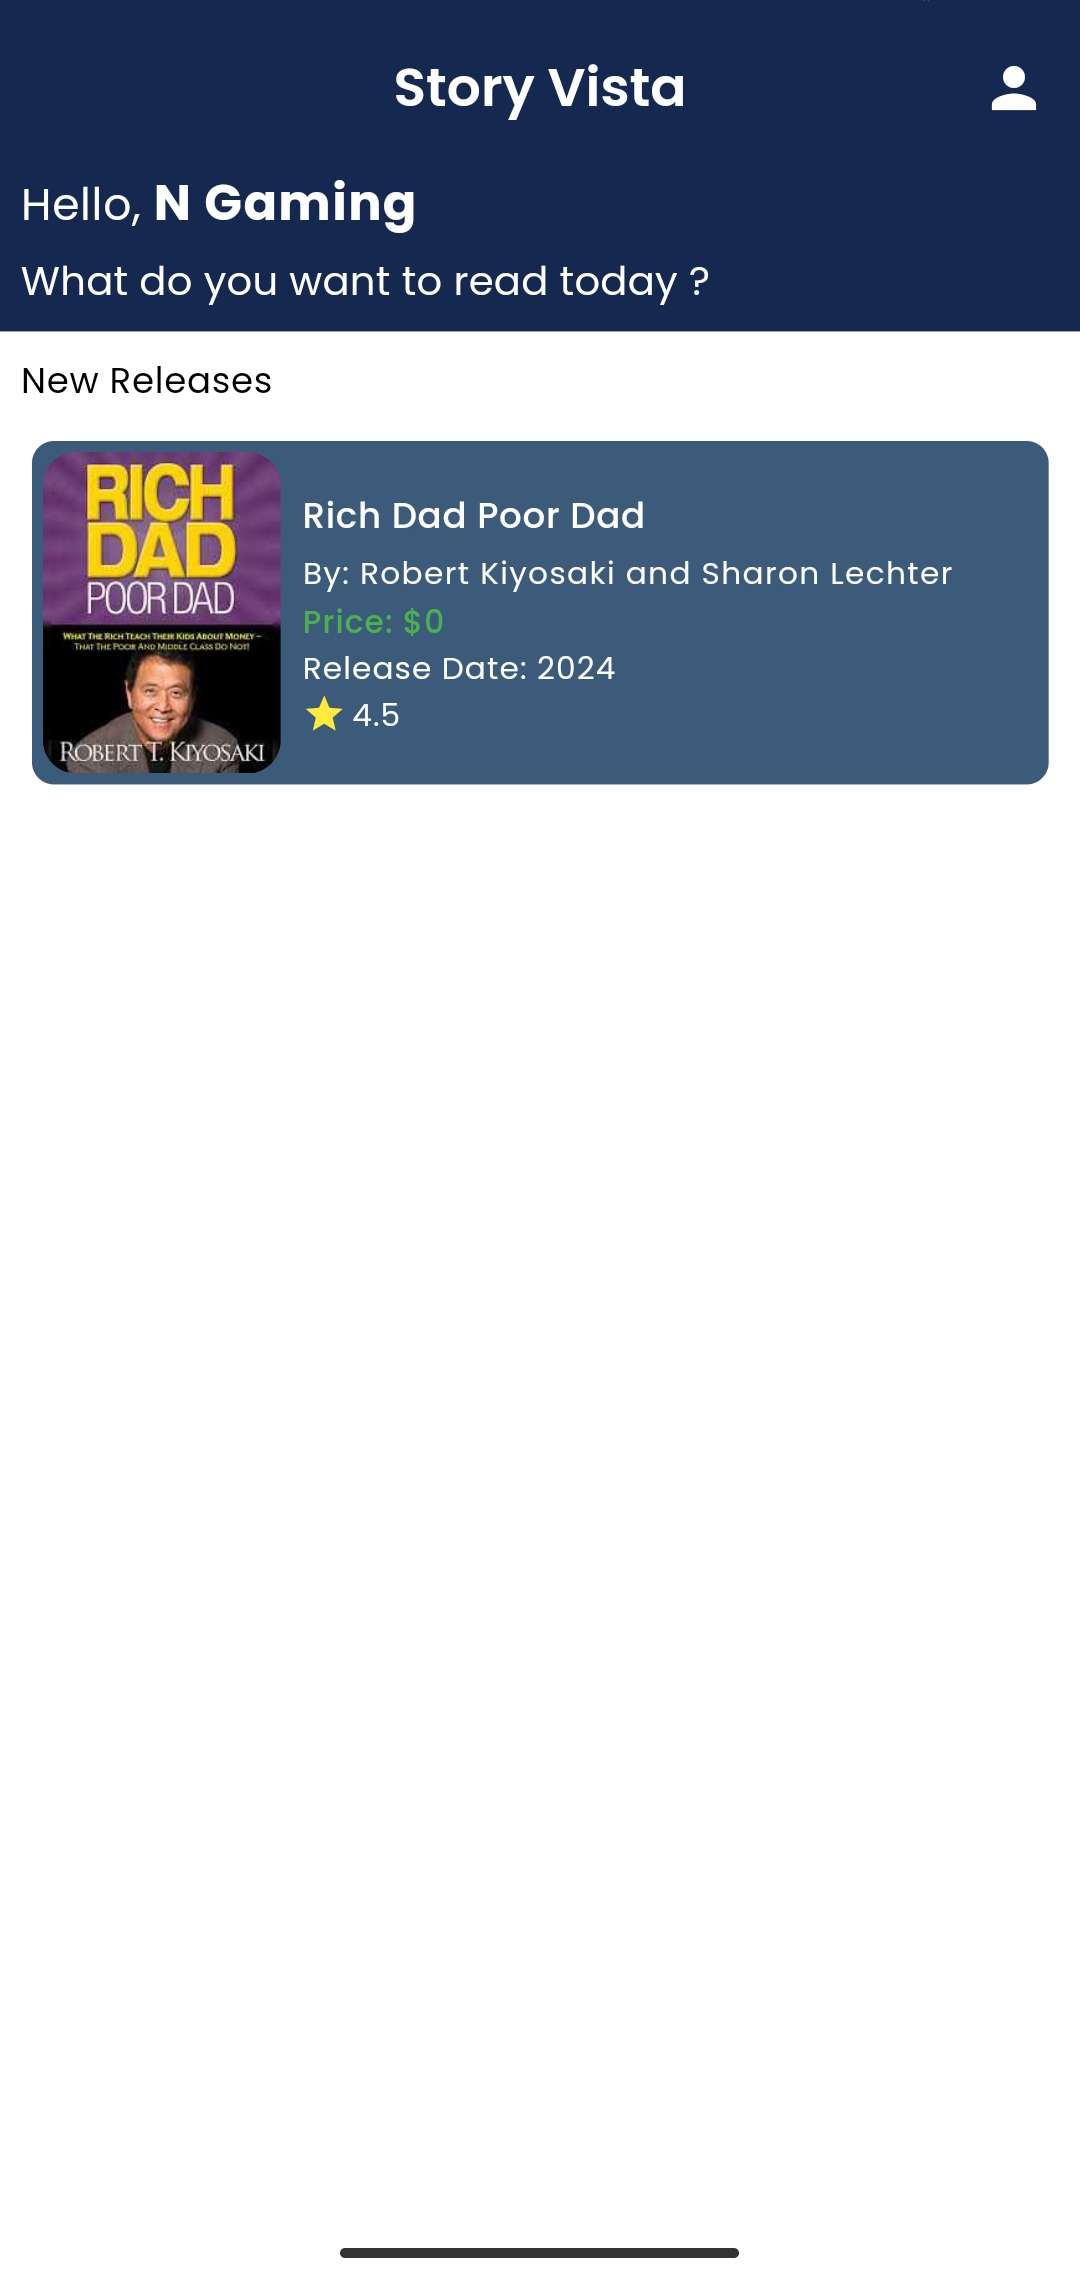 Story Vista
Hello, N Gaming
What do you want to read today ?
New Releases
RICH
DAD
POOR DAD
WHAT THE RICH TEACH THEIR KIDS ABOUT MONEY –
THAT THE POOR AND MIDDLE CLASS DO NOT!
ROBERT T. KIYOSAKI
Rich Dad Poor Dad
By: Robert Kiyosaki and Sharon Lechter
Price: $0
Release Date: 2024
4.5